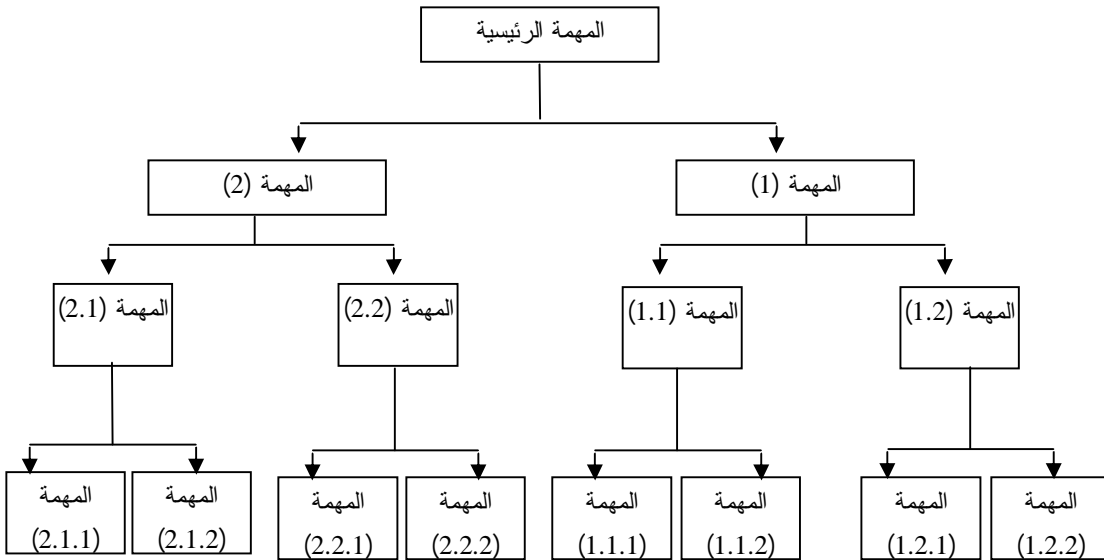 المهمة الرئيسية
المهمة (1)
المهمة (2)
المهمة (1.2)
المهمة (1.1)
المهمة (2.2)
المهمة (2.1)
المهمة
(1.2.2)
المهمة
(1.2.1)
المهمة
(1.1.2)
المهمة
(1.1.1)
المهمة
(2.2.2)
المهمة
(2.2.1)
المهمة
(2.1.2)
المهمة
(2.1.1)